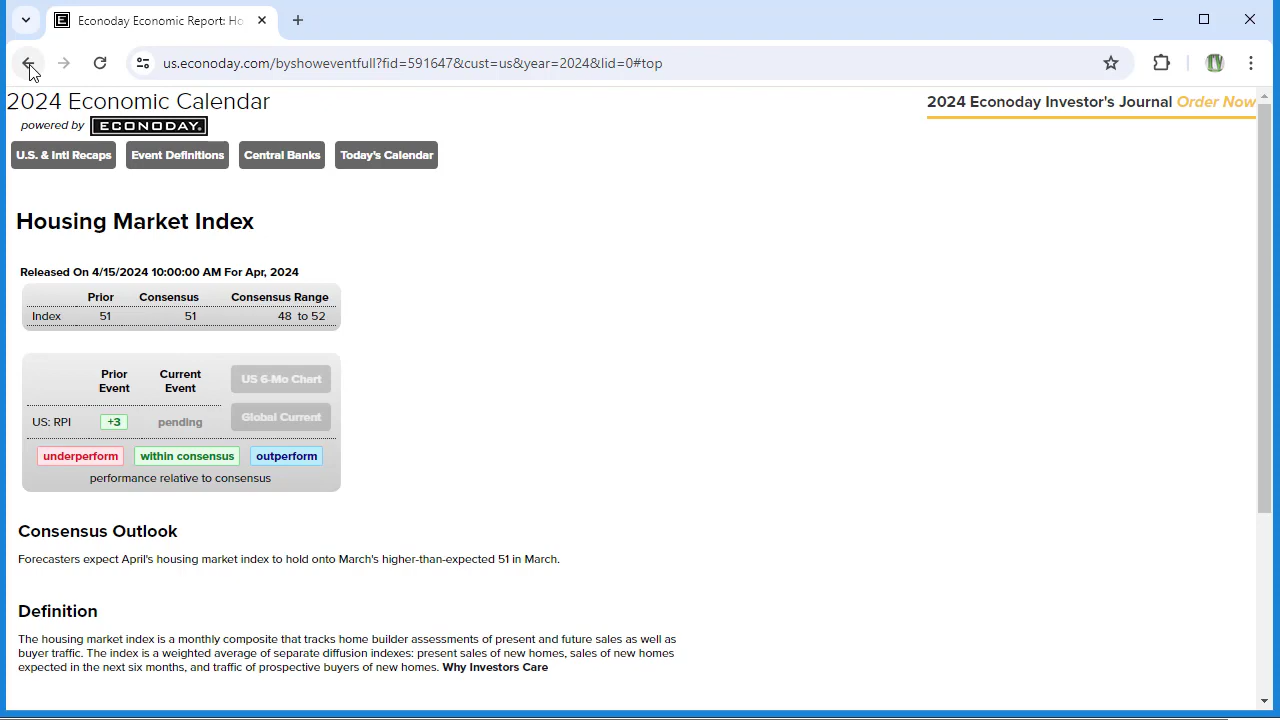 Econoday Economic Report: Ho
us.econoday.com/byshoweventfull?fid=591647&cust=us&year=2024&lid=0#top
2024 Economic Calendar
2024 Econoday Investor's Journal Order Now
powered by ECONODAY
U.S. & Intl Recaps Event Definitions Central Banks Today's Calendar
Housing Market Index
Released On 4/15/2024 10:00:00 AM For Apr, 2024
Prior Consensus Consensus Range
Index 51 51 48 to 52
Prior Event Current Event US 6-Mo Chart
Global Current
US: RPI +3 pending
underperform within consensus outperform
performance relative to consensus
Consensus Outlook
Forecasters expect April's housing market index to hold onto March's higher-than-expected 51 in March.
Definition
The housing market index is a monthly composite that tracks home builder assessments of present and future sales as well as
buyer traffic. The index is a weighted average of separate diffusion indexes: present sales of new homes, sales of new homes
expected in the next six months, and traffic of prospective buyers of new homes. Why Investors Care